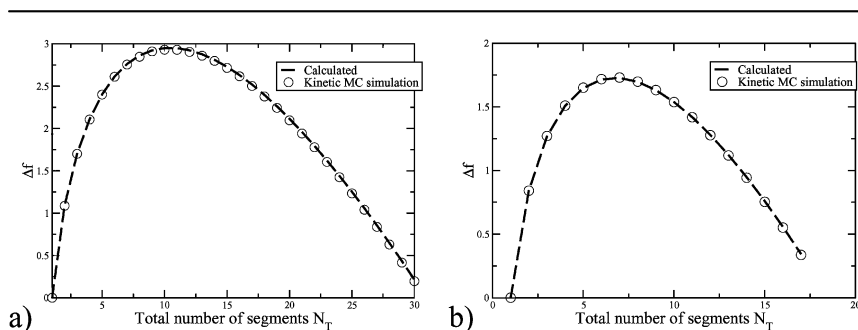 3
2.5
2
1.5
1
0.5
0
Δf
Calculated
Kinetic MC simulation
5 10 15 20 25 30
Total number of segments N_T
a)
2
1.5
1
0.5
0
Δf
Calculated
Kinetic MC simulation
0 5 10 15 20
Total number of segments N_T
b)